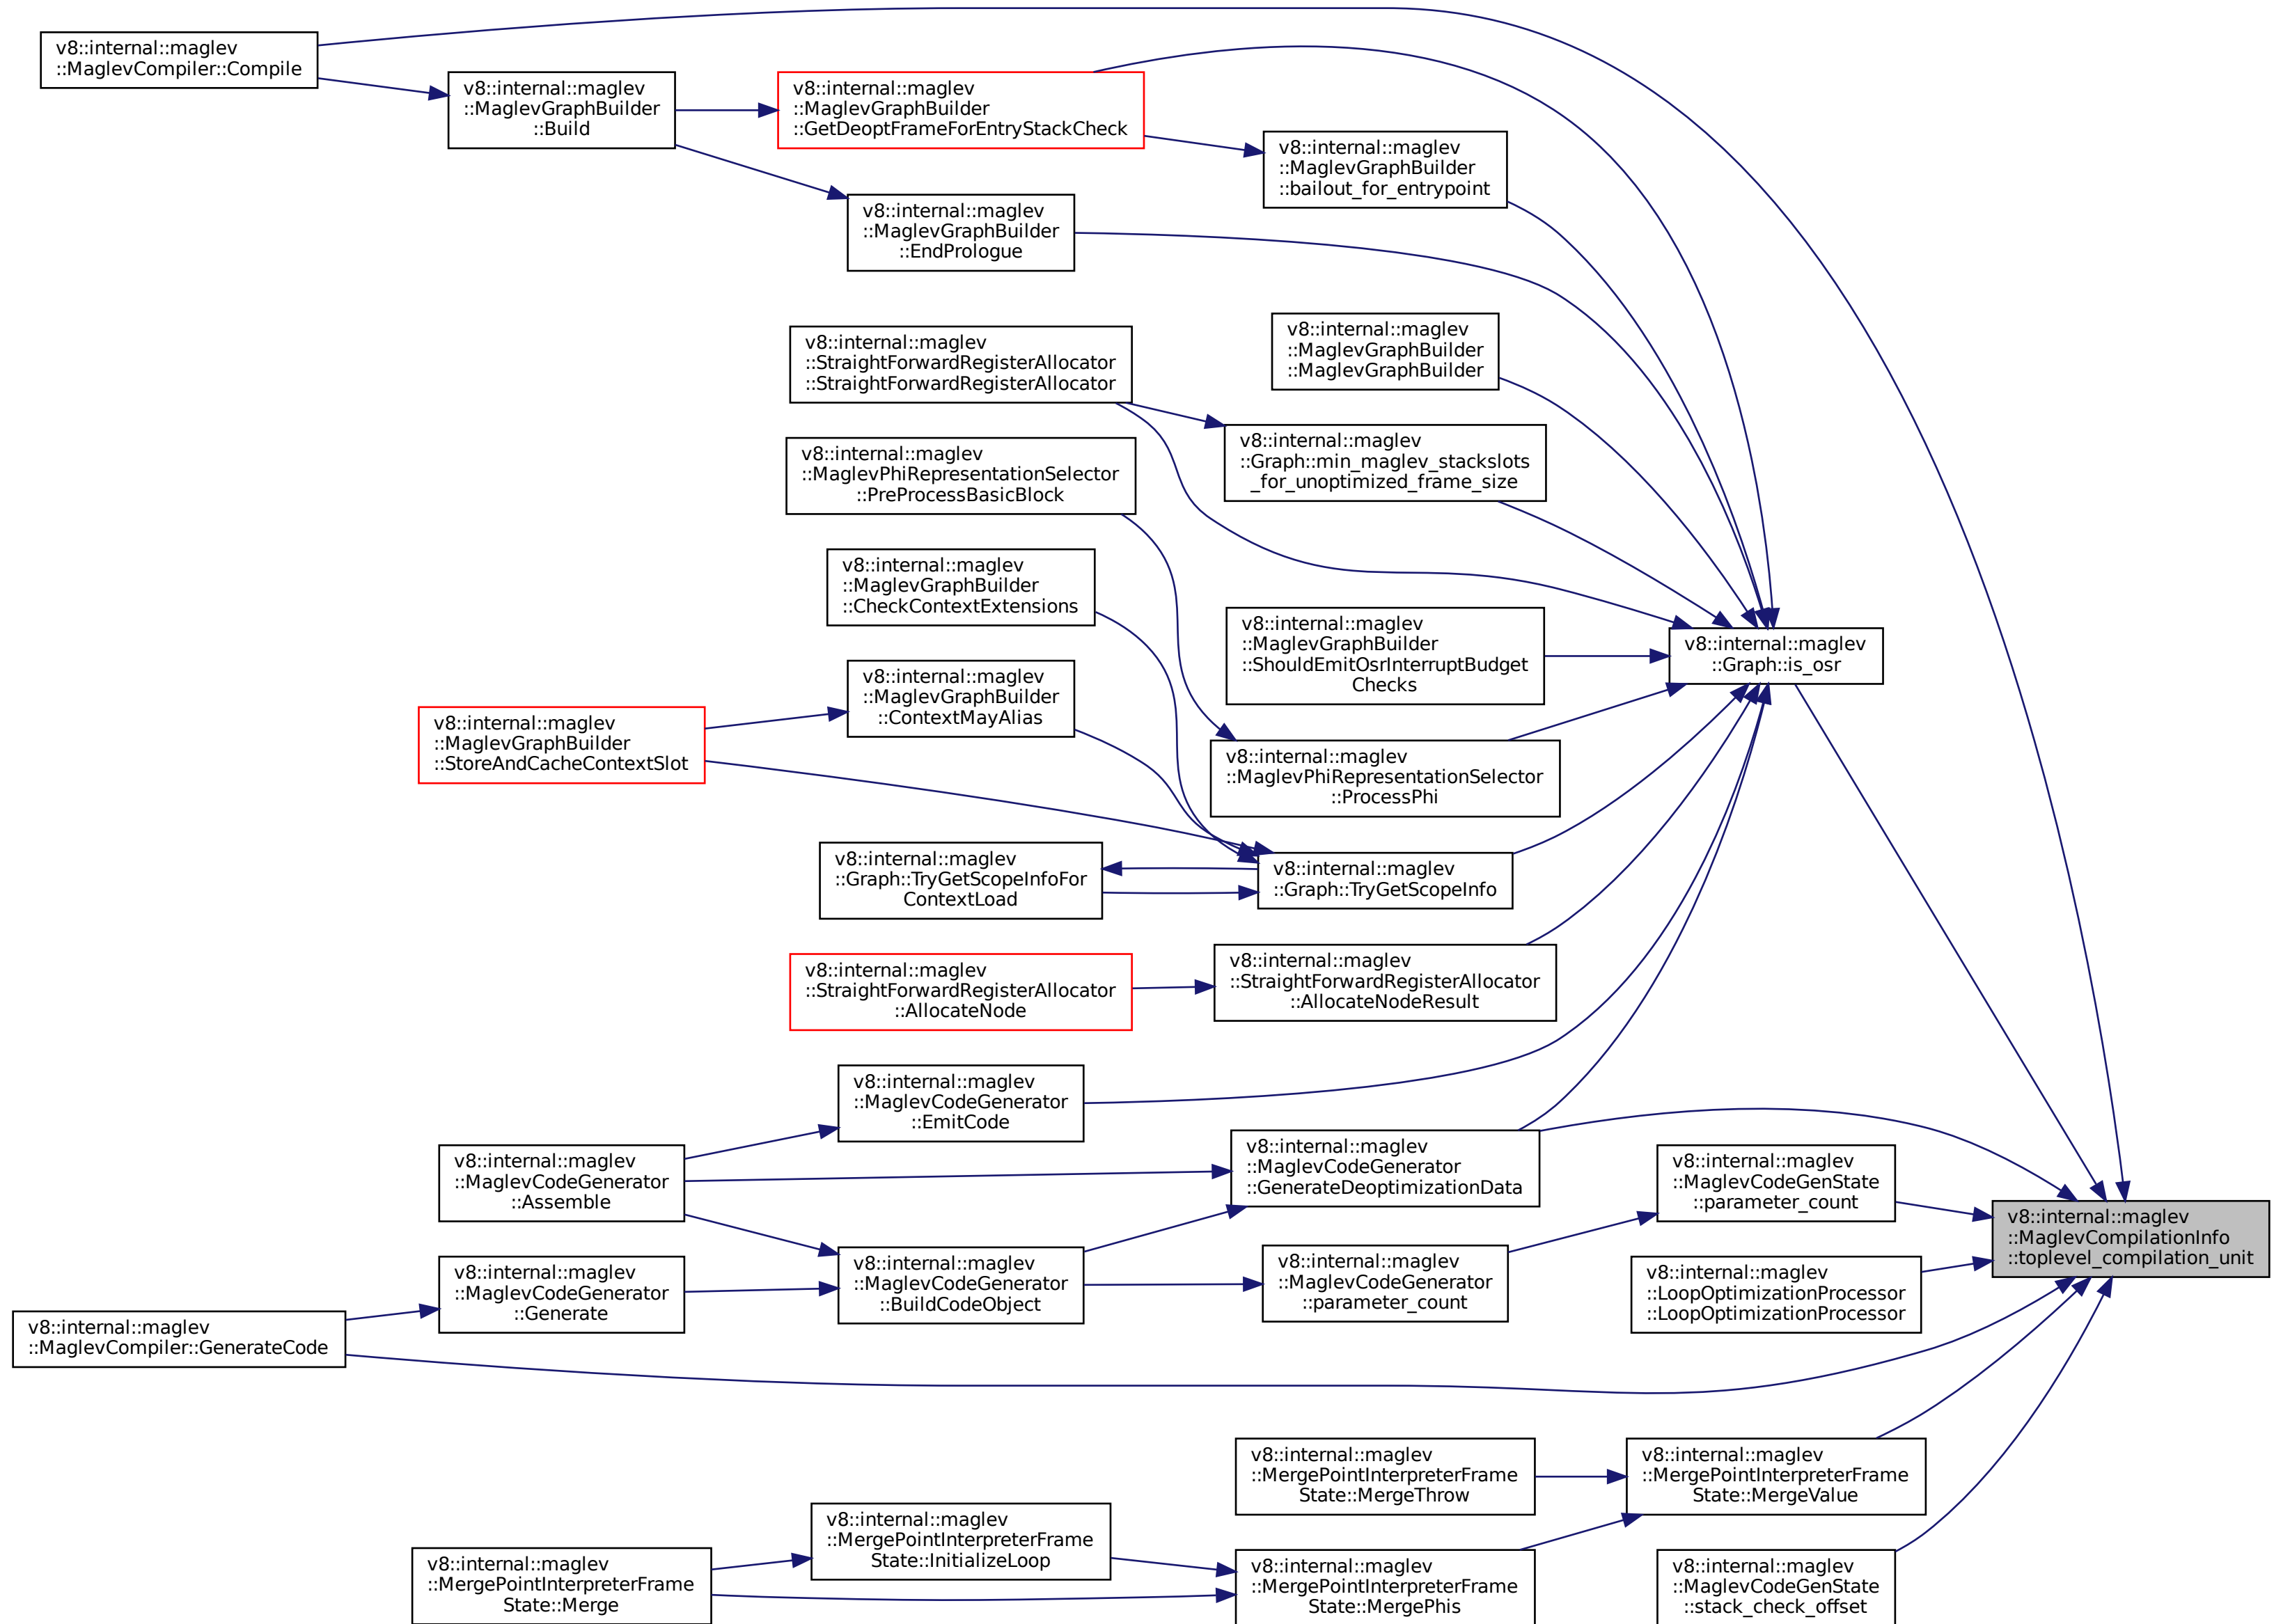 v8::internal::maglev
::MaglevCompiler::Compile
v8::internal::maglev
::MaglevGraphBuilder
::Build
v8::internal::maglev
::MaglevGraphBuilder
::GetDeoptFrameForEntryStackCheck
v8::internal::maglev
::MaglevGraphBuilder
::bailout_for_entrypoint
v8::internal::maglev
::MaglevGraphBuilder
::EndPrologue
v8::internal::maglev
::MaglevGraphBuilder
::MaglevGraphBuilder
v8::internal::maglev
::StraightForwardRegisterAllocator
::StraightForwardRegisterAllocator
v8::internal::maglev
::Graph::min_maglev_stackslots
_for_unoptimized_frame_size
v8::internal::maglev
::MaglevPhiRepresentationSelector
::PreProcessBasicBlock
v8::internal::maglev
::MaglevGraphBuilder
::CheckContextExtensions
v8::internal::maglev
::MaglevGraphBuilder
::ShouldEmitOsrInterruptBudget
Checks
v8::internal::maglev
::Graph::is_osr
v8::internal::maglev
::MaglevGraphBuilder
::ContextMayAlias
v8::internal::maglev
::MaglevGraphBuilder
::StoreAndCacheContextSlot
v8::internal::maglev
::MaglevPhiRepresentationSelector
::ProcessPhi
v8::internal::maglev
::Graph::TryGetScopeInfoFor
ContextLoad
v8::internal::maglev
::Graph::TryGetScopeInfo
v8::internal::maglev
::StraightForwardRegisterAllocator
::AllocateNode
v8::internal::maglev
::StraightForwardRegisterAllocator
::AllocateNodeResult
v8::internal::maglev
::MaglevCodeGenerator
::EmitCode
v8::internal::maglev
::MaglevCodeGenerator
::Assemble
v8::internal::maglev
::MaglevCodeGenerator
::GenerateDeoptimizationData
v8::internal::maglev
::MaglevCodeGenState
::parameter_count
v8::internal::maglev
::MaglevCompilationInfo
::toplevel_compilation_unit
v8::internal::maglev
::MaglevCodeGenerator
::Generate
v8::internal::maglev
::MaglevCodeGenerator
::BuildCodeObject
v8::internal::maglev
::MaglevCodeGenerator
::parameter_count
v8::internal::maglev
::LoopOptimizationProcessor
::LoopOptimizationProcessor
v8::internal::maglev
::MaglevCompiler::GenerateCode
v8::internal::maglev
::MergePointInterpreterFrame
State::MergeThrow
v8::internal::maglev
::MergePointInterpreterFrame
State::MergeValue
v8::internal::maglev
::MergePointInterpreterFrame
State::InitializeLoop
v8::internal::maglev
::MergePointInterpreterFrame
State::Merge
v8::internal::maglev
::MergePointInterpreterFrame
State::MergePhis
v8::internal::maglev
::MaglevCodeGenState
::stack_check_offset